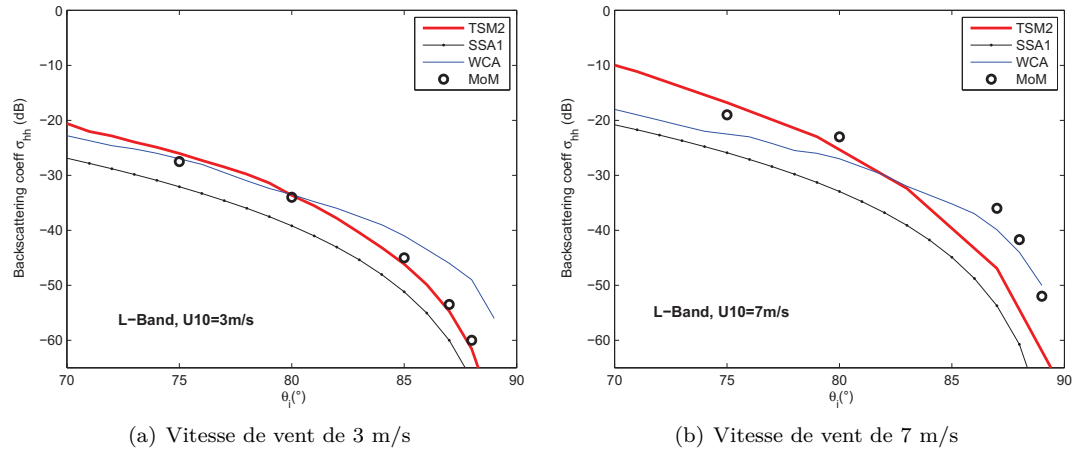 0
−10
−20
−30
−40
−50
−60
Backscattering coeff σhh (dB)
TSM2
SSA1
WCA
MoM
L−Band, U10=3m/s
70 75 80 85 90
θi(°)
(a) Vitesse de vent de 3 m/s
0
−10
−20
−30
−40
−50
−60
Backscattering coeff σhh (dB)
TSM2
SSA1
WCA
MoM
L−Band, U10=7m/s
70 75 80 85 90
θi(°)
(b) Vitesse de vent de 7 m/s